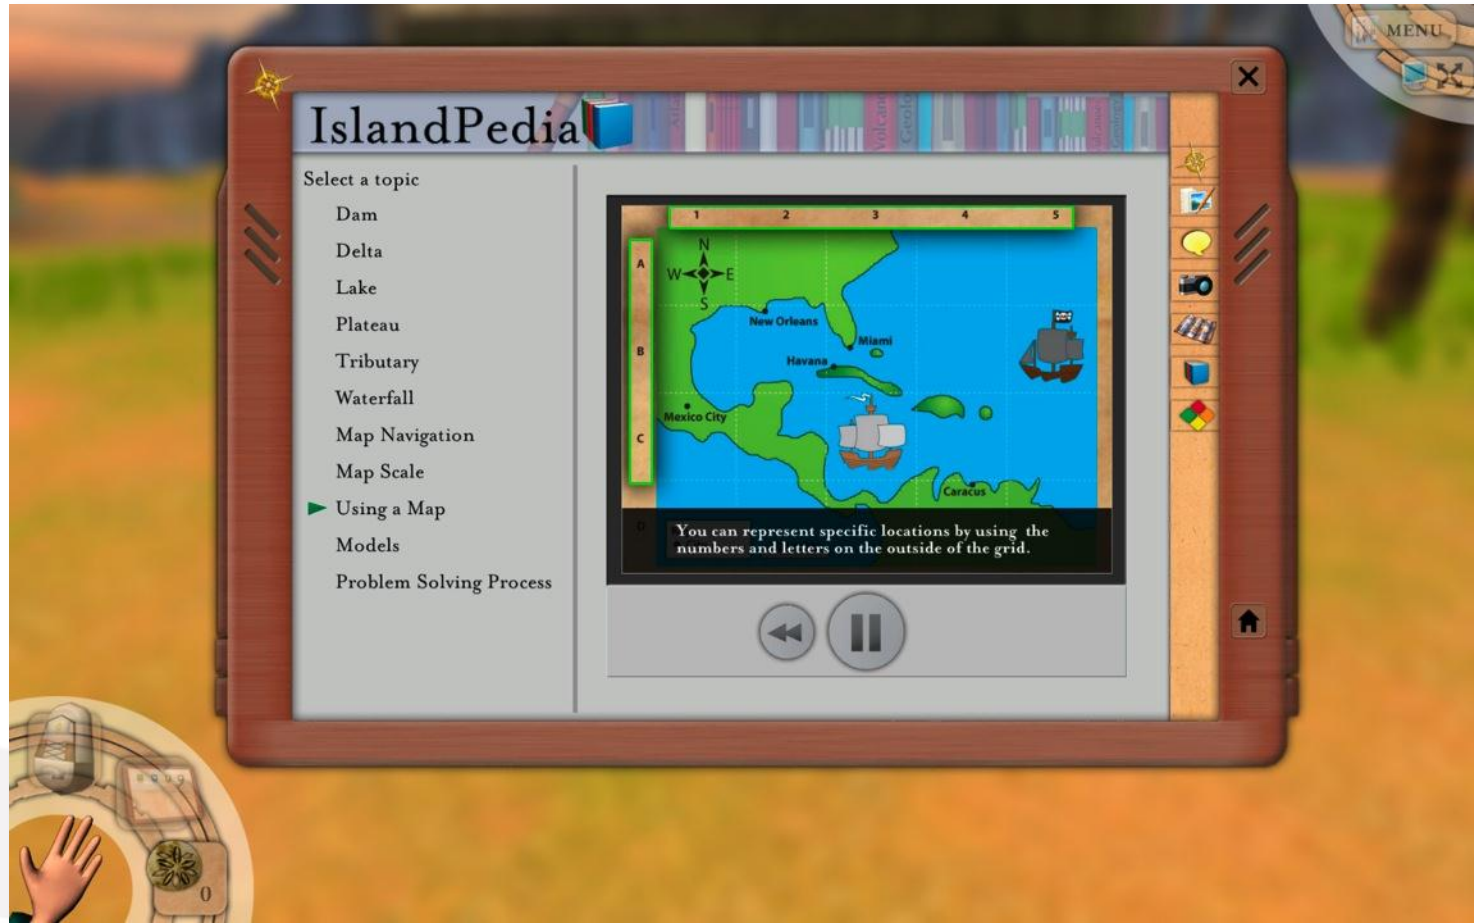 MENU
IslandPedia
Volcano
Geolo
Select a topic
Dam
Delta
Lake
Plateau
Tributary
Waterfall
Map Navigation
Map Scale
Using a Map
Models
Problem Solving Process
1 2 3 4 5
A
B
C
D
N
W E
S
New Orleans
Miami
Havana
Mexico City
Caracus
You can represent specific locations by using the
numbers and letters on the outside of the grid.
0